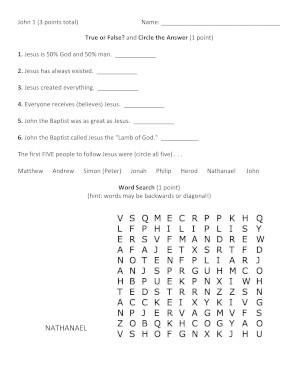 John 1 (3 points total) Name: ____________________
True or False? and Circle the Answer (1 point)
1. Jesus is 50% God and 50% man. ____________
2. Jesus has always existed. ____________
3. Jesus created everything. ____________
4. Everyone receives (believes) Jesus. ____________
5. John the Baptist was as great as Jesus. ____________
6. John the Baptist called Jesus the "Lamb of God." ____________
The first FIVE people to follow Jesus were (circle all five) . . .
Matthew Andrew Simon (Peter) Jonah Philip Herod Nathanael John
Word Search (1 point)
(hint: words may be backwards or diagonal!)
V S Q M E C R P P K H Q
L F P H I L I P L I S Y
E R S V F M A N D R E W
A F A J E T X S R T F D
N O T E N F P L I A R J
A N J S P R G U H M C O
H B P U E K P N X I W H
T E D S T R R N Z Z S N
A C C K E I X Y K I V G
N P J E R V A G M V F S
Z O B Q K H C O G Y A O
V S H O F G N X K J H U
NATHANAEL